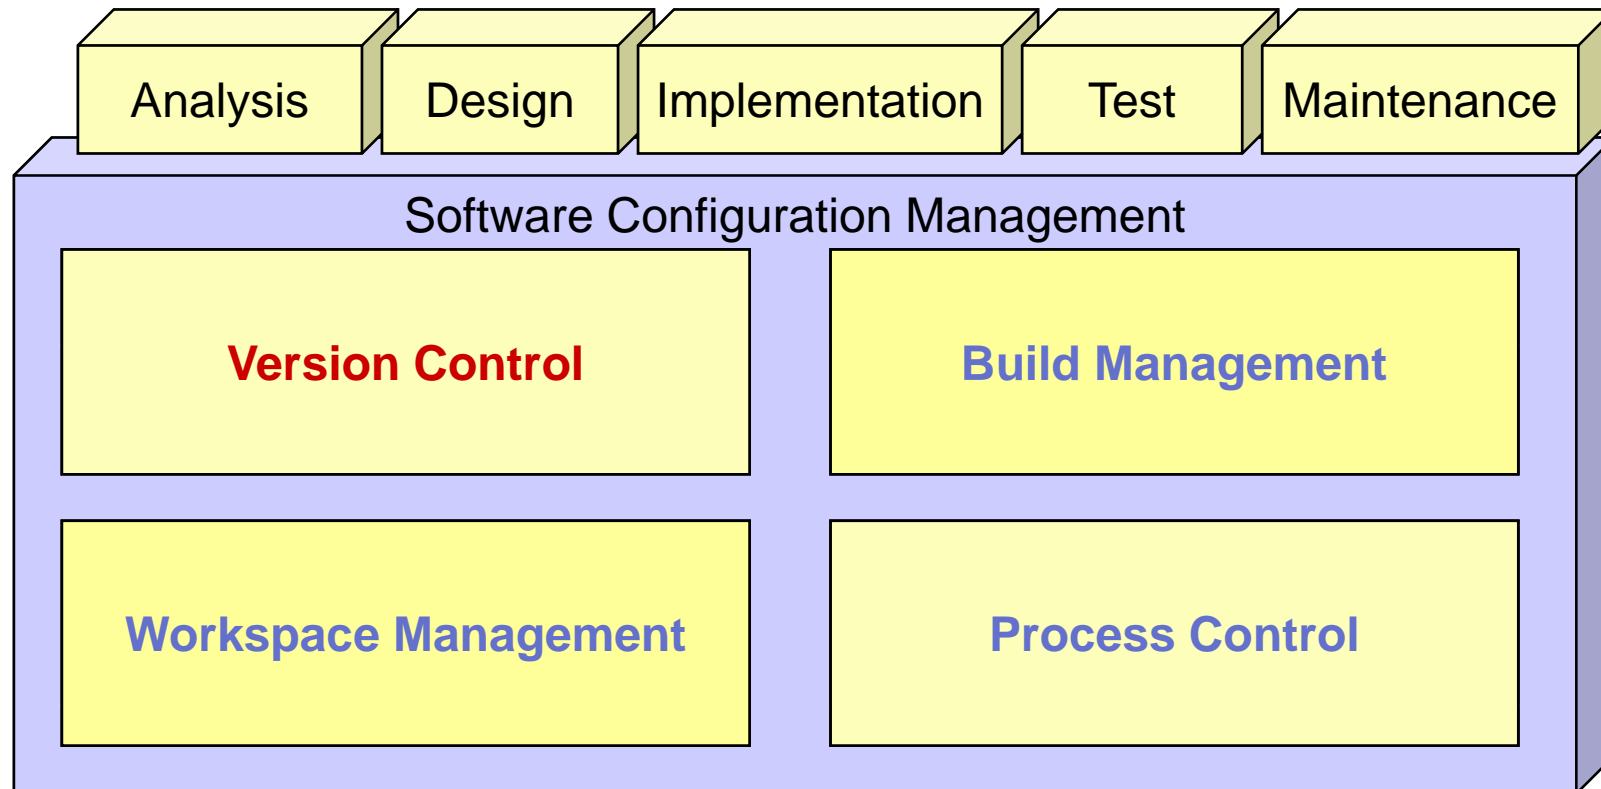 Analysis
Design
Implementation
Test
Maintenance
Software Configuration Management
Version Control
Build Management
Workspace Management
Process Control